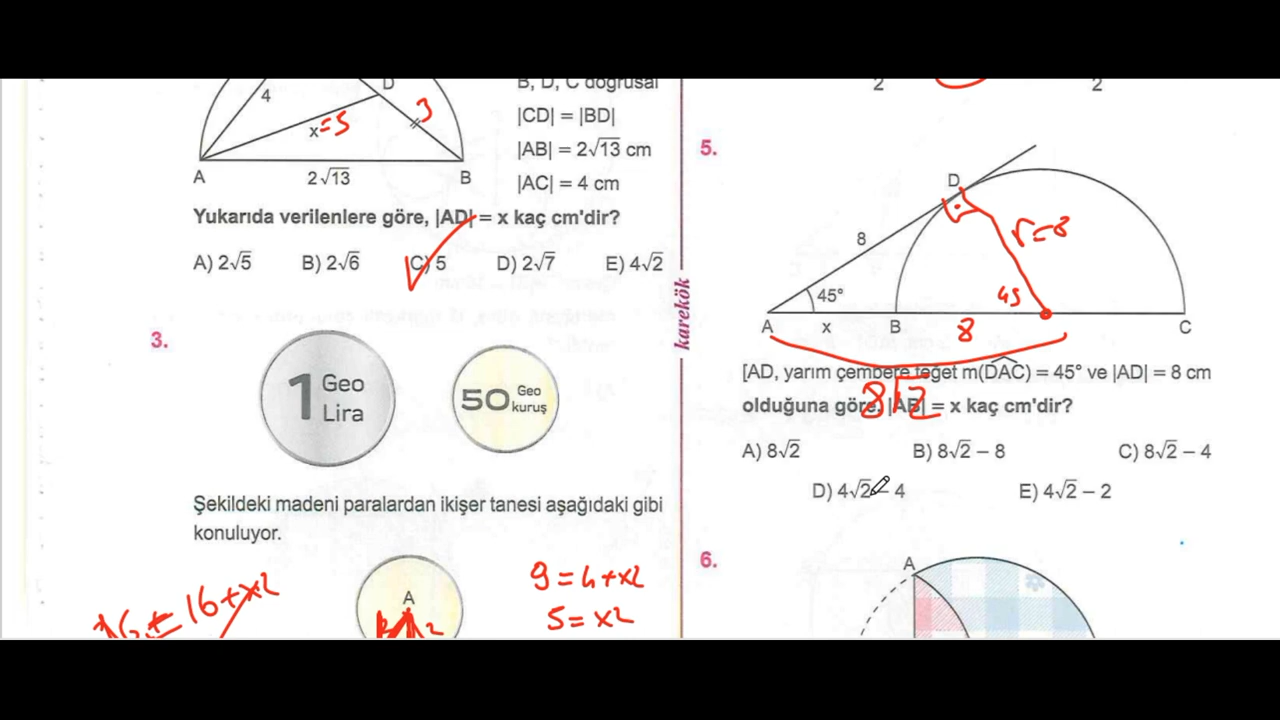 D
4
x=5
3
A
2√13
B
B, D, C doğrusal
|CD| = |BD|
|AB| = 2√13 cm
|AC| = 4 cm
Yukarıda verilenlere göre, |AD| = x kaç cm'dir?
A) 2√5 B) 2√6 C) 5 D) 2√7 E) 4√2
3.
1 Geo Lira
50 Geo kuruş
Şekildeki madeni paralardan ikişer tanesi aşağıdaki gibi
konuluyor.
A
2
16+x2
9=4+x2
5=x2
karekök
2 2
5.
D
8
r=8
45°
45
A x B 8 C
[AD, yarım çembere teğet m(DAC) = 45° ve |AD| = 8 cm
8√2
olduğuna göre, |AB| = x kaç cm'dir?
A) 8√2 B) 8√2 – 8 C) 8√2 – 4
D) 4√2 – 4 E) 4√2 – 2
6.
A